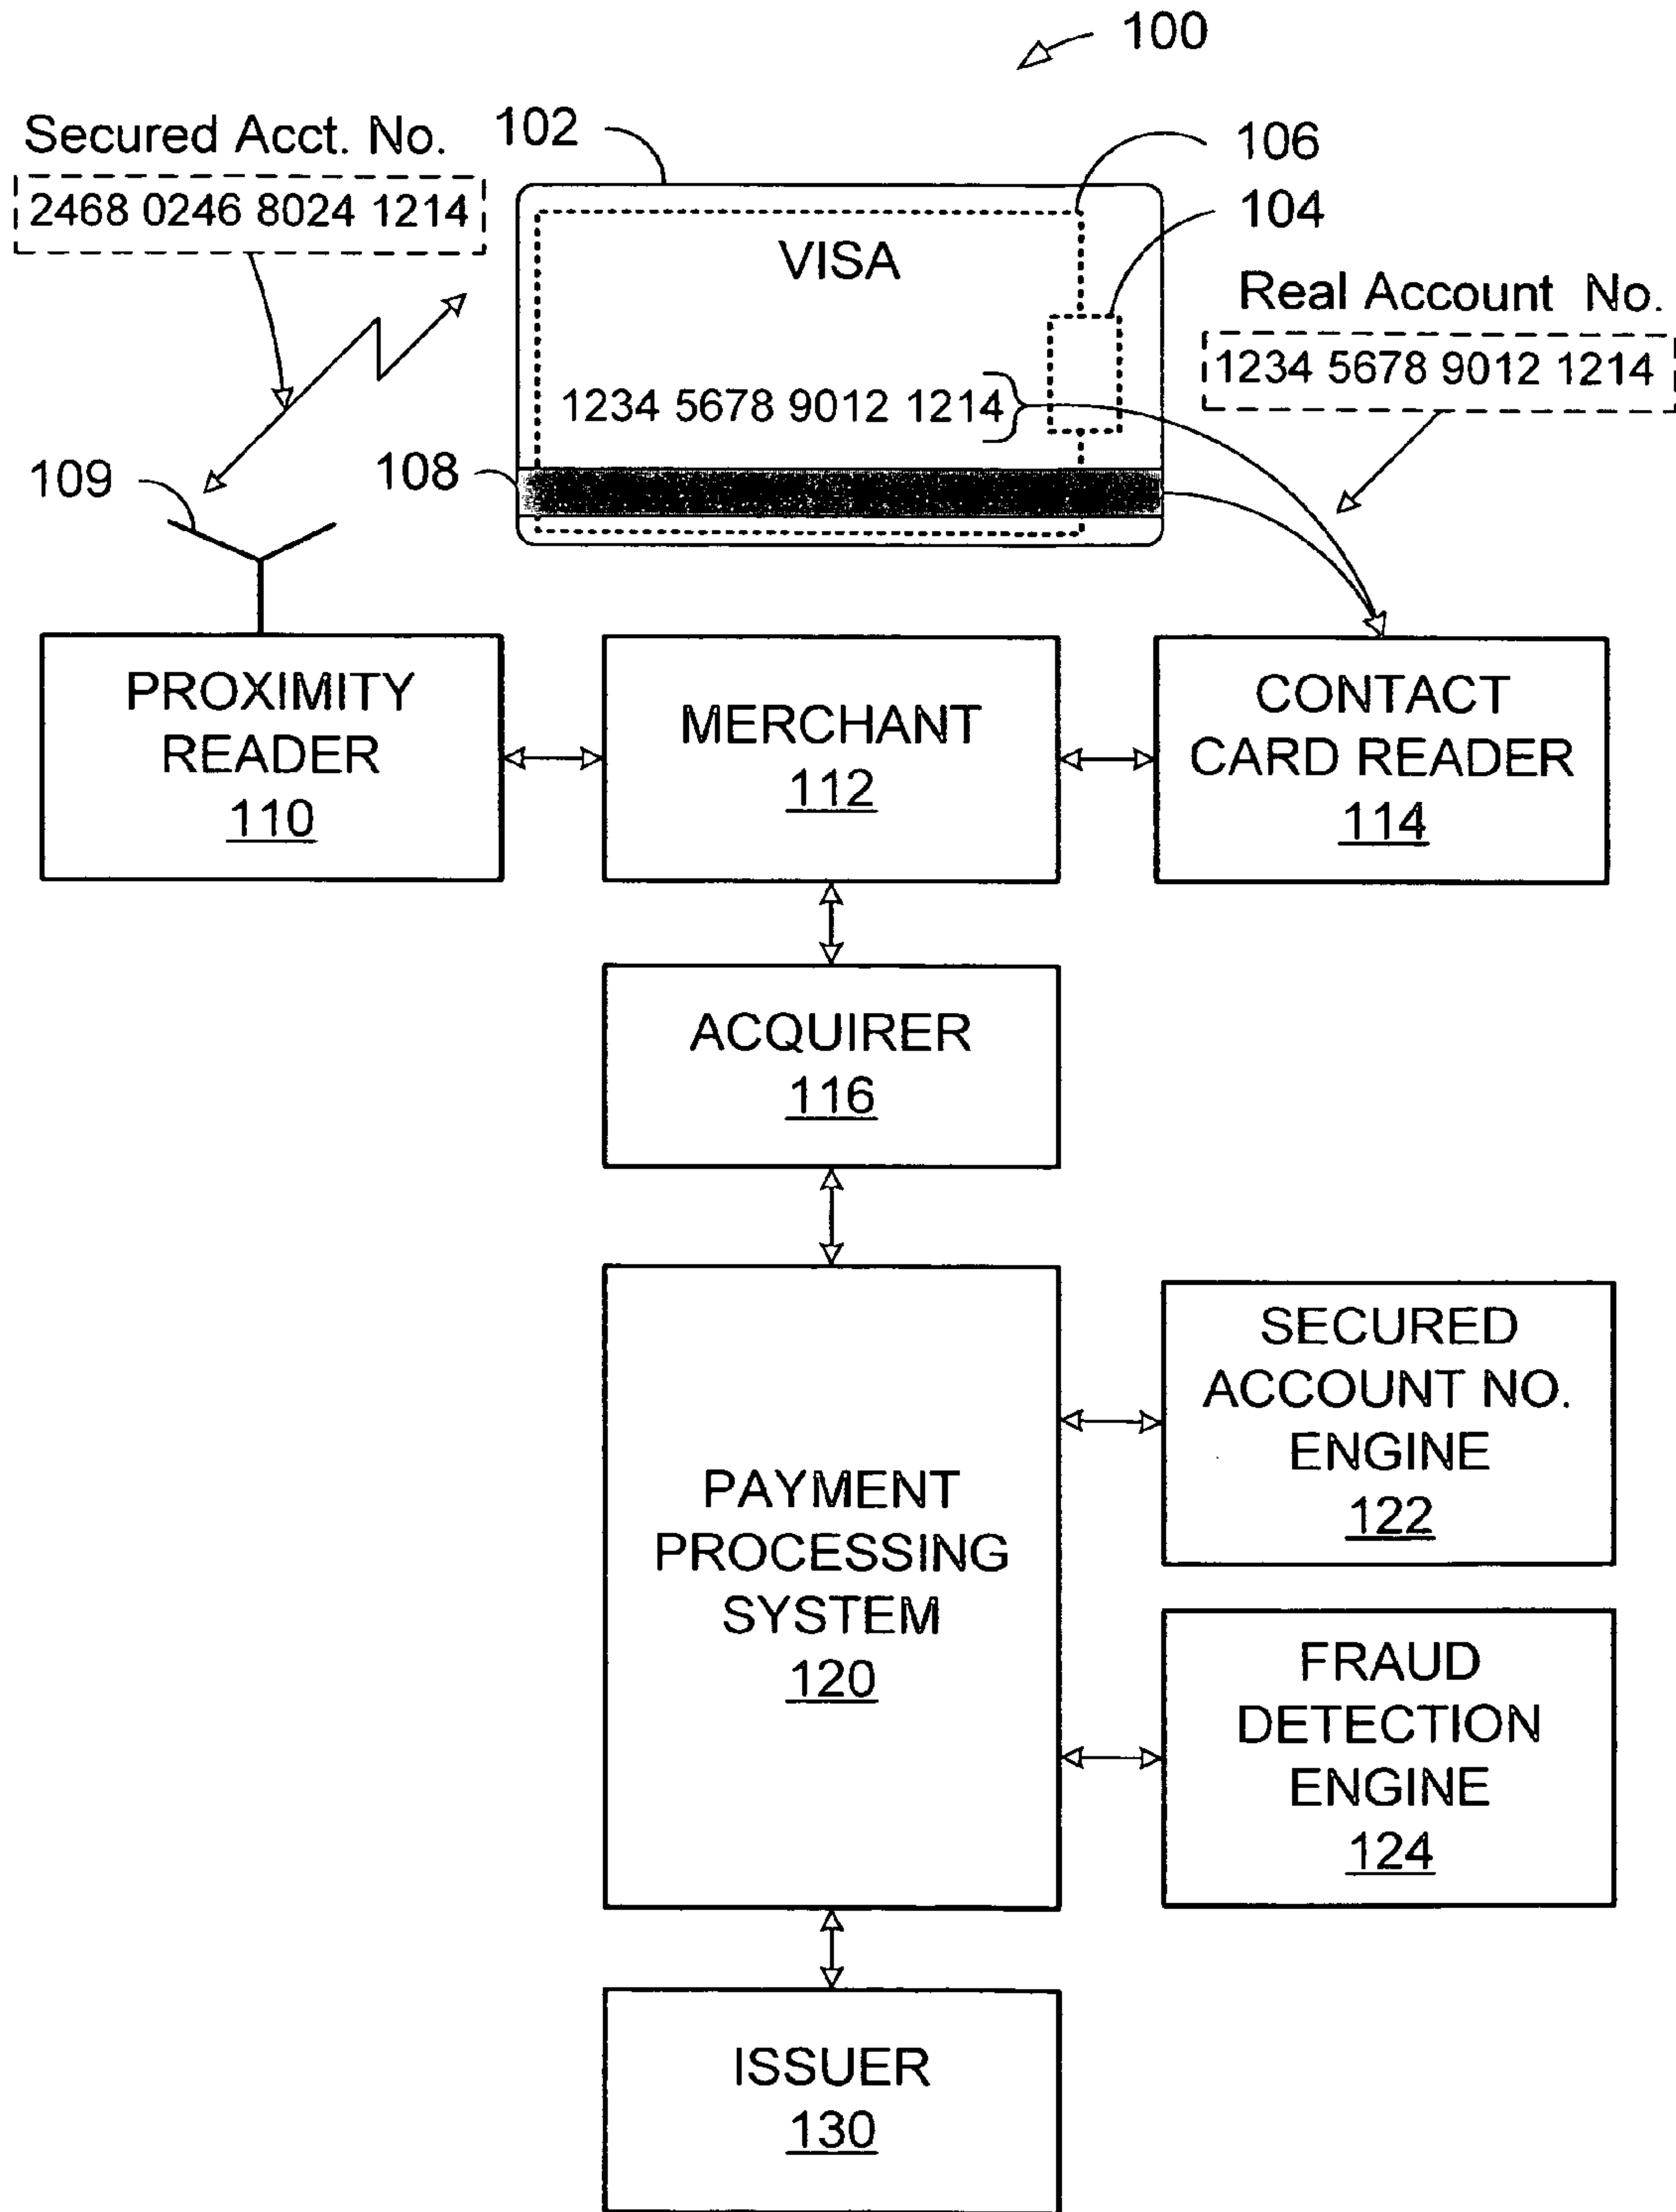 100
Secured Acct. No.
2468 0246 8024 1214
102
106
104
VISA
1234 5678 9012 1214
Real Account No.
1234 5678 9012 1214
108
109
PROXIMITY
READER
110
MERCHANT
112
CONTACT
CARD READER
114
ACQUIRER
116
PAYMENT
PROCESSING
SYSTEM
120
SECURED
ACCOUNT NO.
ENGINE
122
FRAUD
DETECTION
ENGINE
124
ISSUER
130